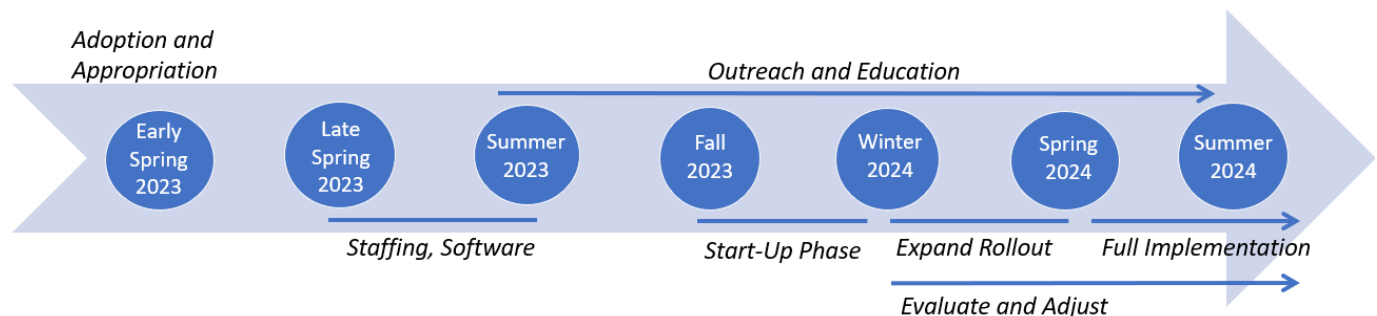 Adoption and
Appropriation
Outreach and Education
Early
Spring
2023
Late
Spring
2023
Summer
2023
Fall
2023
Winter
2024
Spring
2024
Summer
2024
Staffing, Software
Start-Up Phase
Expand Rollout
Full Implementation
Evaluate and Adjust